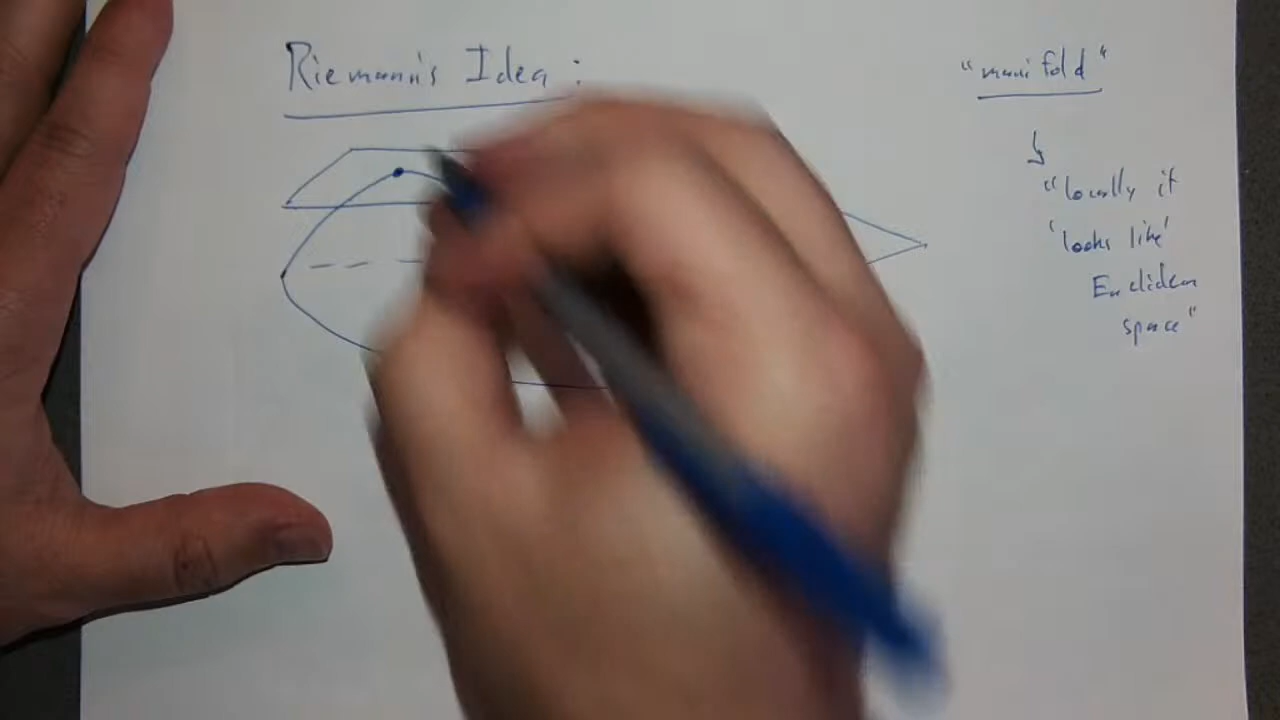 Riemann's Idea :
"manifold"
"locally it
'looks like'
Euclidean
space"